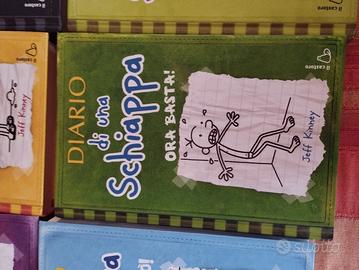 il castoro
il castoro
il castoro
DIARIO
di una
Schiappa
ORA BASTA!
Jeff Kinney
Jeff Kinney
subito